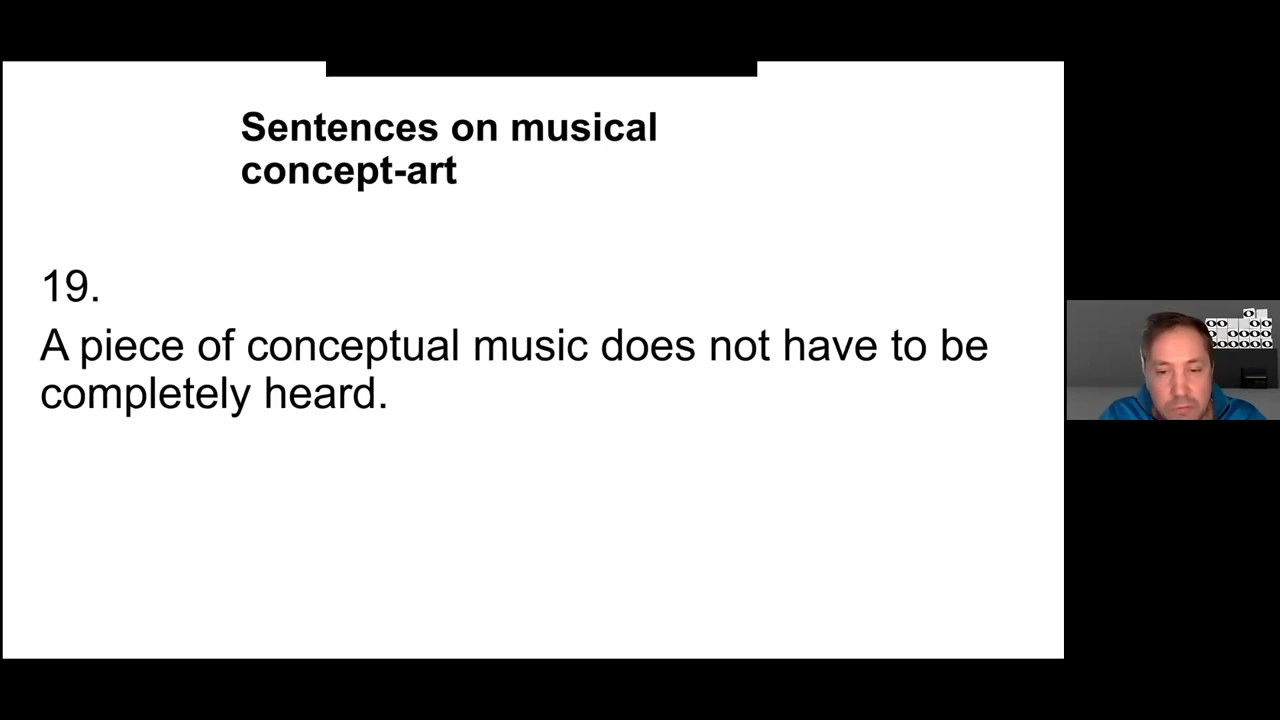 Sentences on musical
concept-art
19.
A piece of conceptual music does not have to be
completely heard.